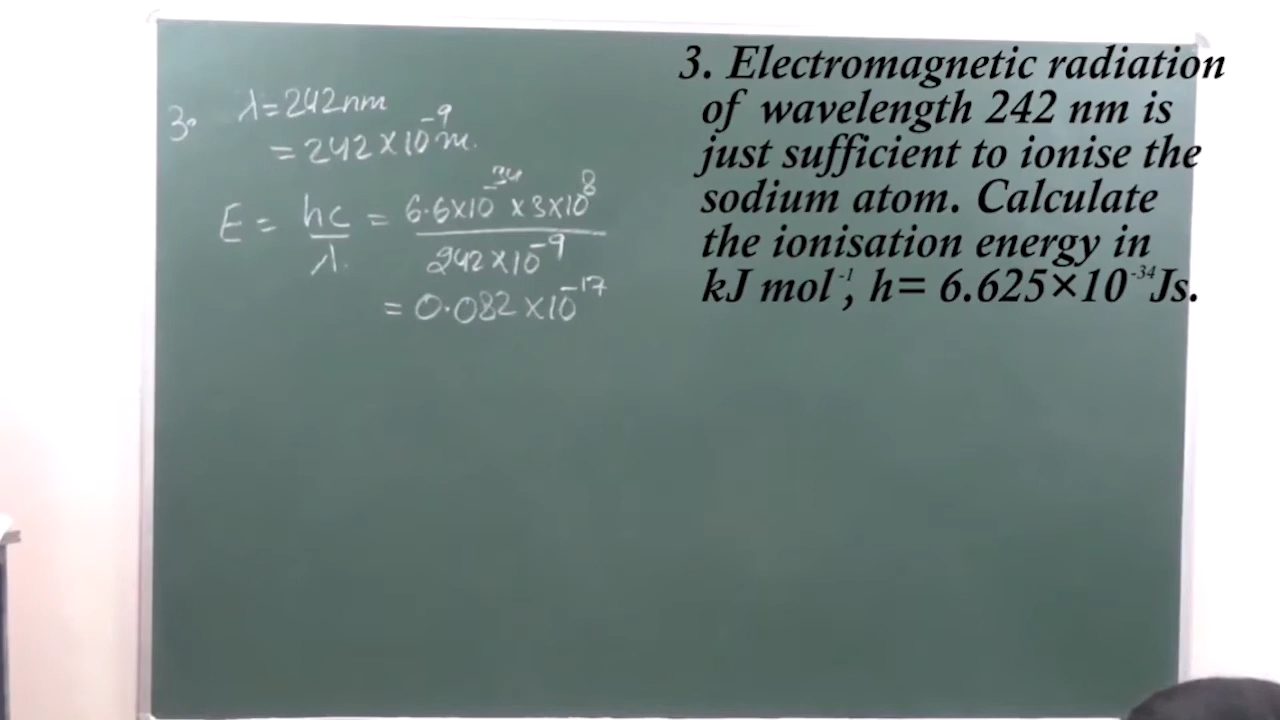 3. λ = 242 nm
= 242 × 10⁻⁹ m.
E = hc/λ. = 6.6×10⁻³⁴ × 3×10⁸ / 242 × 10⁻⁹
= 0.082 × 10⁻¹⁷
3. Electromagnetic radiation
of wavelength 242 nm is
just sufficient to ionise the
sodium atom. Calculate
the ionisation energy in
kJ mol⁻¹, h= 6.625×10⁻³⁴Js.